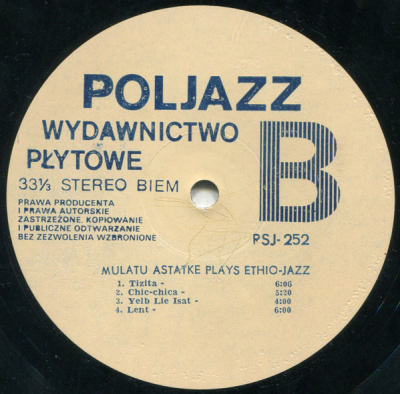 POLJAZZ
WYDAWNICTWO
PŁYTOWE
B
33⅓ STEREO BIEM
PRAWA PRODUCENTA
I PRAWA AUTORSKIE
ZASTRZEŻONE. KOPIOWANIE
I PUBLICZNE ODTWARZANIE
BEZ ZEZWOLENIA WZBRONIONE
PSJ-252
MULATU ASTATKE PLAYS ETHIO-JAZZ
1. Tizita - 6:06
2. Chic-chica - 5:20
3. Yelb Lie Isat - 4:00
4. Lent - 6:00